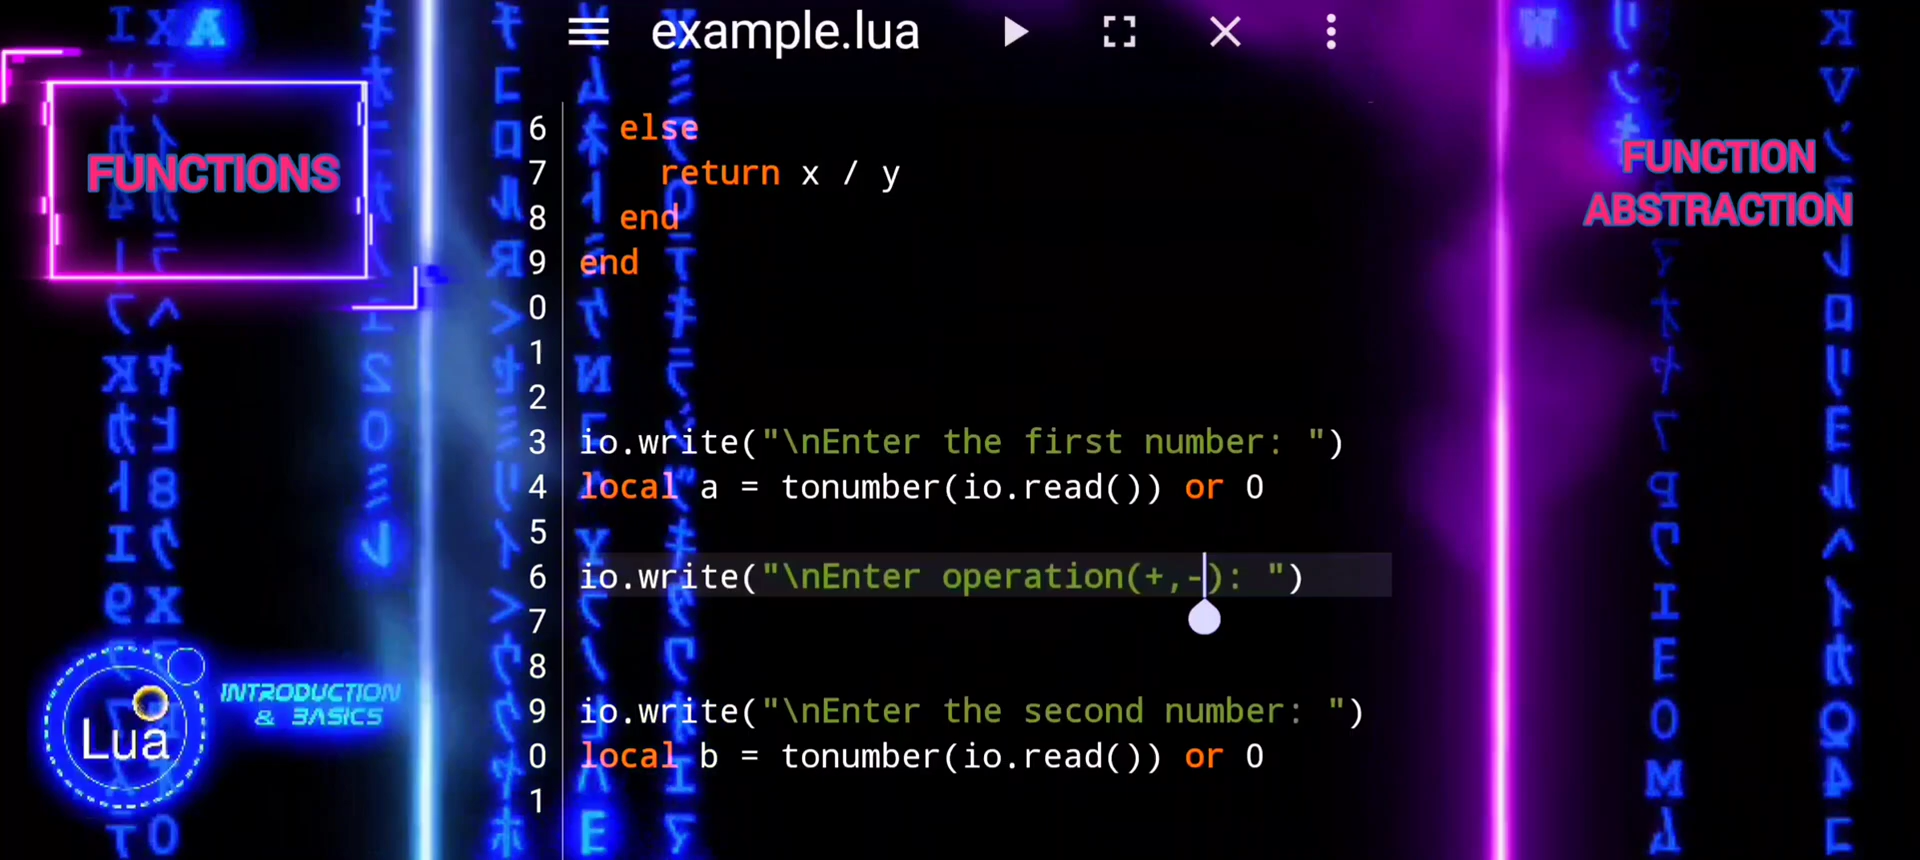 example.lua
FUNCTIONS
FUNCTION
ABSTRACTION
6 else
7 return x / y
8 end
9 end
0
1
2
3 io.write("\nEnter the first number: ")
4 local a = tonumber(io.read()) or 0
5
6 io.write("\nEnter operation(+,-): ")
7
8
9 io.write("\nEnter the second number: ")
0 local b = tonumber(io.read()) or 0
1
Lua
INTRODUCTION
& BASICS